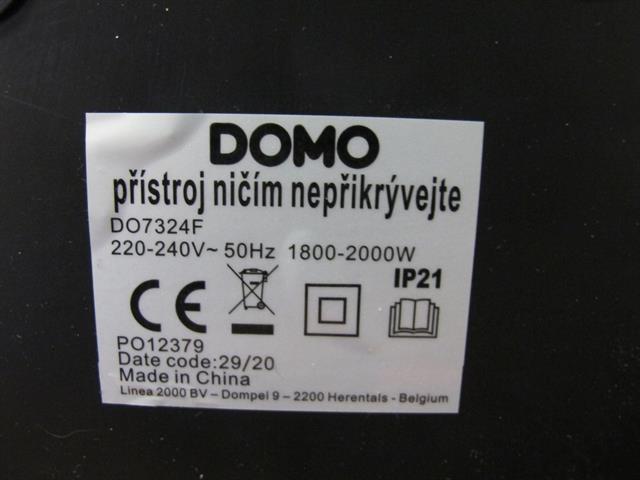 DOMO
přístroj ničím nepřikrývejte
DO7324F
220-240V~ 50Hz 1800-2000W
IP21
CE
PO12379
Date code:29/20
Made in China
Linea 2000 BV – Dompel 9 – 2200 Herentals - Belgium